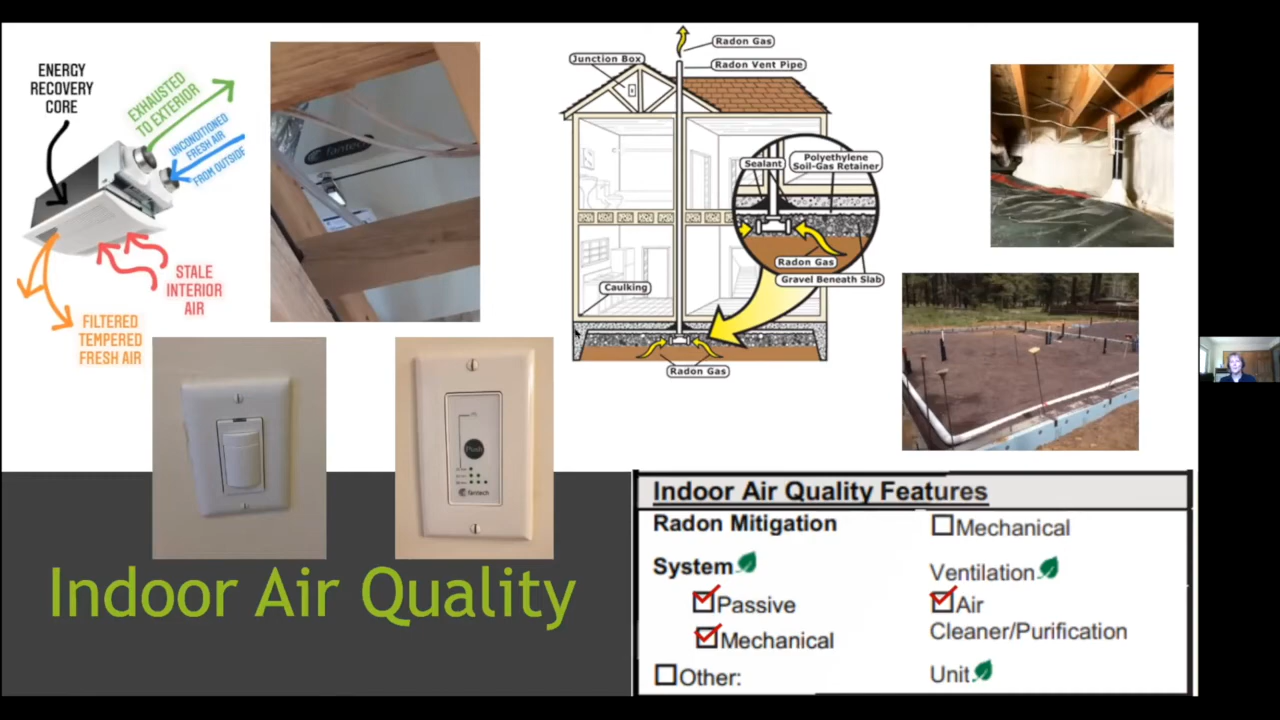 ENERGY
RECOVERY
CORE
EXHAUSTED
TO EXTERIOR
UNCONDITIONED
FRESH AIR
FROM OUTSIDE
STALE
INTERIOR
AIR
FILTERED
TEMPERED
FRESH AIR
fantech
Radon Gas
Junction Box
Radon Vent Pipe
Sealant
Polyethylene
Soil-Gas Retainer
Radon Gas
Gravel Beneath Slab
Caulking
Radon Gas
Push
fantech
Indoor Air Quality
Indoor Air Quality Features
Radon Mitigation
System
Passive
Mechanical
Other:
Mechanical
Ventilation
Air
Cleaner/Purification
Unit